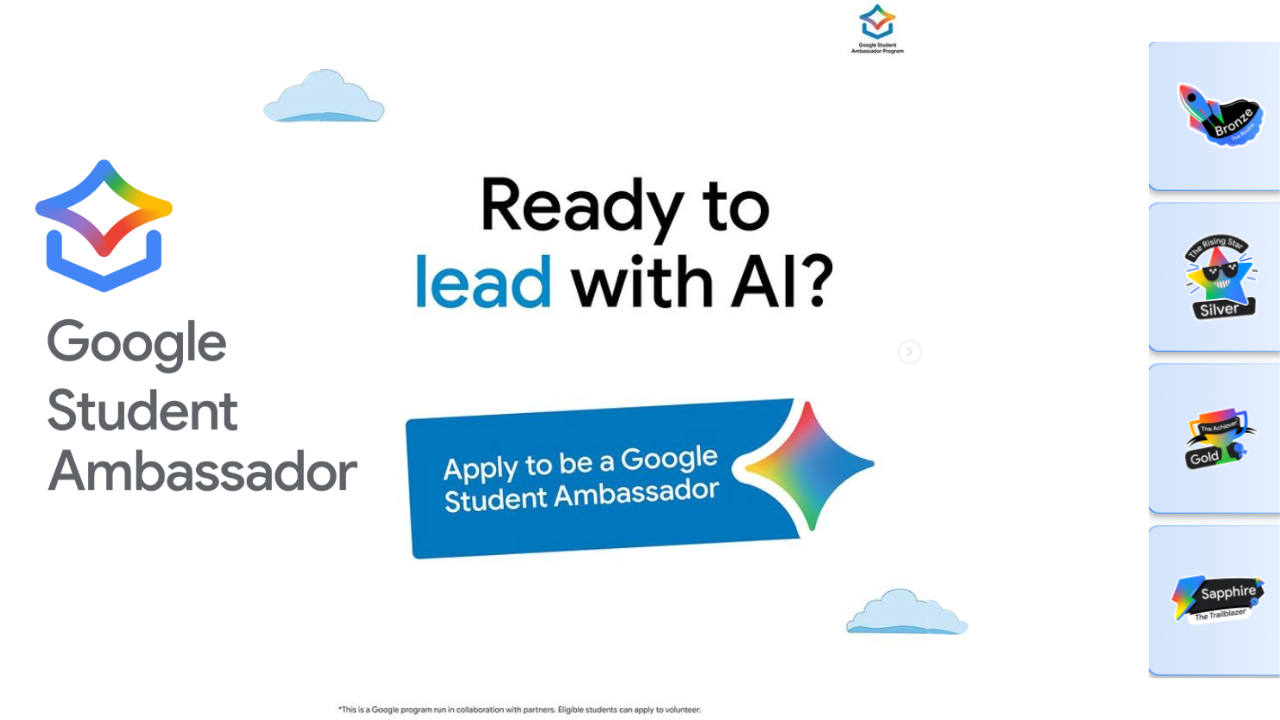 Google Student
Ambassador Program
Ready to
lead with AI?
Google
Student
Ambassador
Apply to be a Google
Student Ambassador
Bronze
The Rising Star
Silver
The Achiever
Gold
Sapphire
The Trailblazer
*This is a Google program run in collaboration with partners. Eligible students can apply to volunteer.